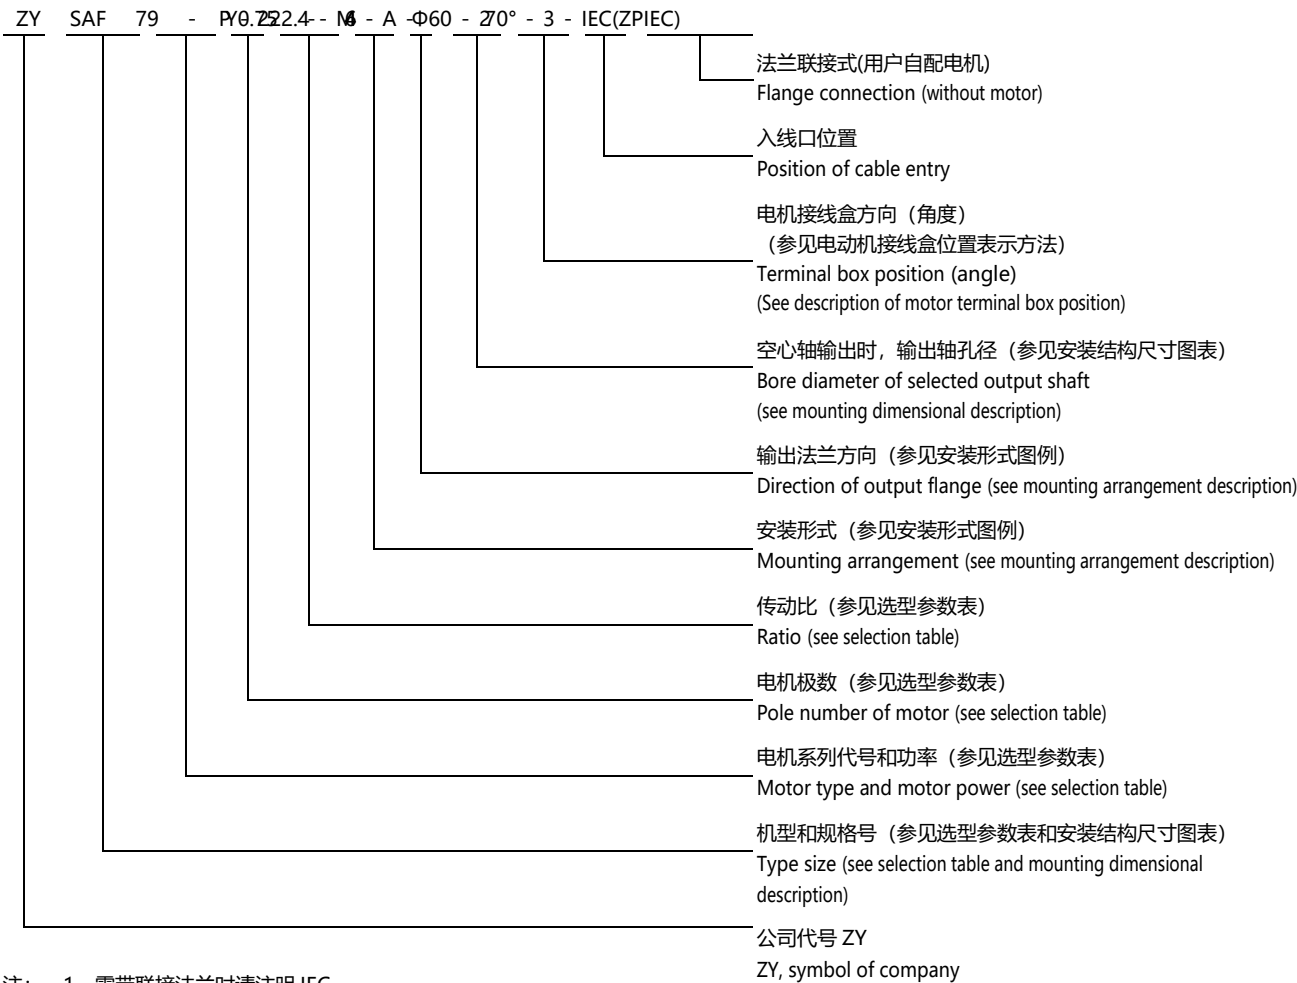 ZY SAF 79 - - A - Φ60 - 270° - 3 - IEC(ZPIEC)
法兰联接式(用户自配电机)
Flange connection (without motor)
入线口位置
Position of cable entry
电机接线盒方向（角度）
（参见电动机接线盒位置表示方法）
Terminal box position (angle)
(See description of motor terminal box position)
空心轴输出时，输出轴孔径（参见安装结构尺寸图表）
Bore diameter of selected output shaft
(see mounting dimensional description)
输出法兰方向（参见安装形式图例）
Direction of output flange (see mounting arrangement description)
安装形式（参见安装形式图例）
Mounting arrangement (see mounting arrangement description)
传动比（参见选型参数表）
Ratio (see selection table)
电机极数（参见选型参数表）
Pole number of motor (see selection table)
电机系列代号和功率（参见选型参数表）
Motor type and motor power (see selection table)
机型和规格号（参见选型参数表和安装结构尺寸图表）
Type size (see selection table and mounting dimensional
description)
公司代号 ZY
ZY, symbol of company